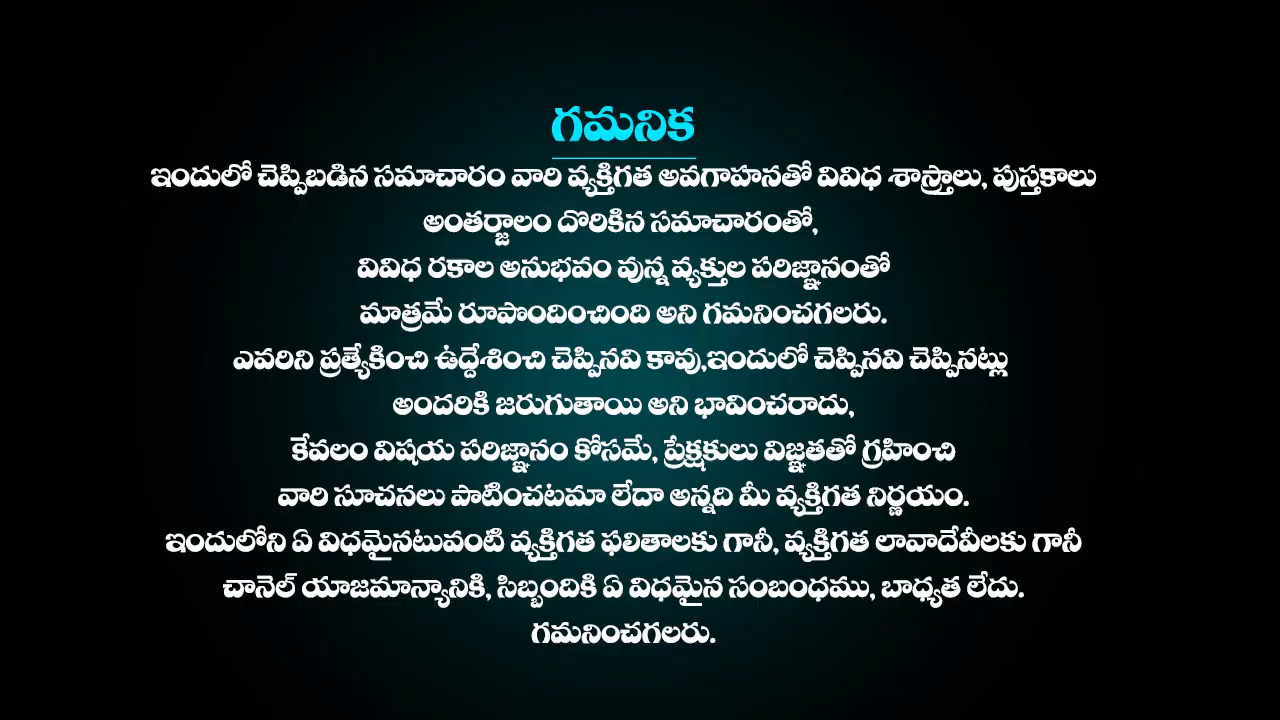 గమనిక
ఇందులో చెప్పిబడిన సమాచారం వారి వ్యక్తిగత అవగాహనతో వివిధ శాస్త్రాలు, పుస్తకాలు
అంతర్జాలం దొరికిన సమాచారంతో,
వివిధ రకాల అనుభవం వున్న వ్యక్తుల పరిజ్ఞానంతో
మాత్రమే రూపొందించింది అని గమనించగలరు.
ఎవరిని ప్రత్యేకించి ఉద్దేశించి చెప్పినవి కావు,ఇందులో చెప్పినవి చెప్పినట్లు
అందరికి జరుగుతాయి అని భావించరాదు,
కేవలం విషయ పరిజ్ఞానం కోసమే, ప్రేక్షకులు విజ్ఞతతో గ్రహించి
వారి సూచనలు పాటించటమా లేదా అన్నది మీ వ్యక్తిగత నిర్ణయం.
ఇందులోని ఏ విధమైనటువంటి వ్యక్తిగత ఫలితాలకు గానీ, వ్యక్తిగత లావాదేవీలకు గానీ
చానెల్ యాజమాన్యానికి, సిబ్బందికి ఏ విధమైన సంబంధము, బాధ్యత లేదు.
గమనించగలరు.